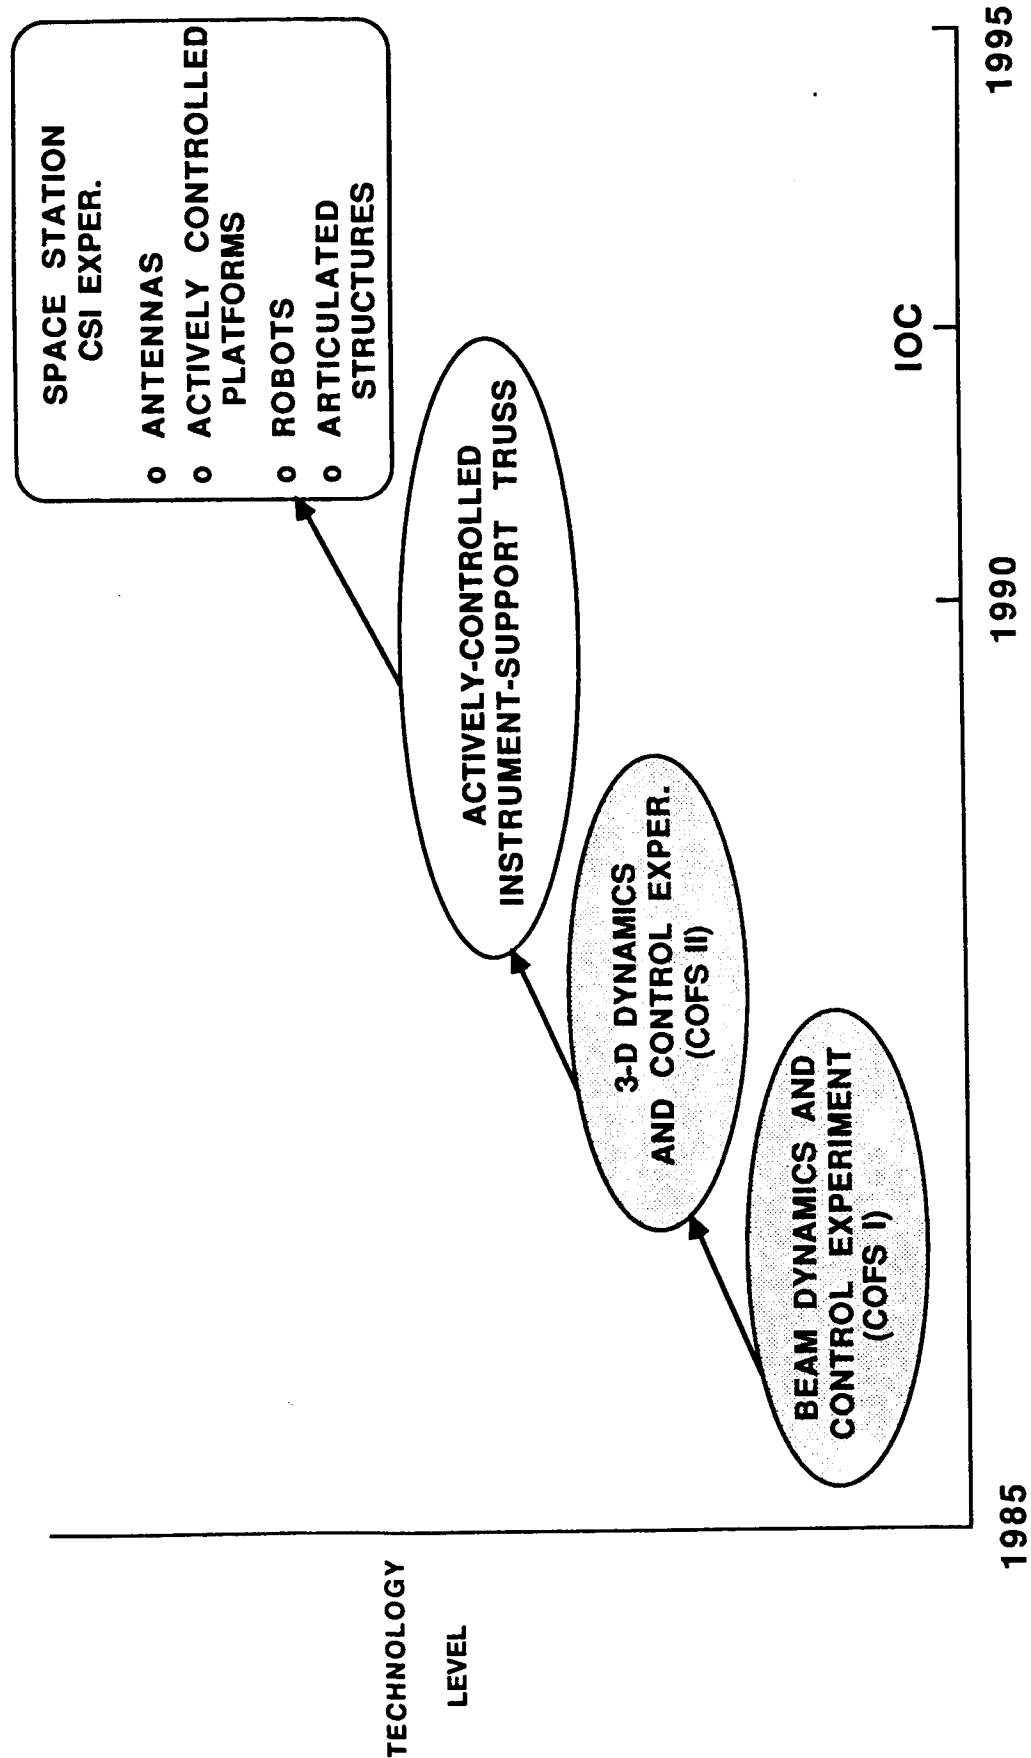 SPACE STATION
CSI EXPER.
o ANTENNAS
o ACTIVELY CONTROLLED
PLATFORMS
o ROBOTS
o ARTICULATED
STRUCTURES
TECHNOLOGY
LEVEL
ACTIVELY-CONTROLLED
INSTRUMENT-SUPPORT TRUSS
3-D DYNAMICS
AND CONTROL EXPER.
(COFS II)
BEAM DYNAMICS AND
CONTROL EXPERIMENT
(COFS I)
IOC
1985
1990
1995